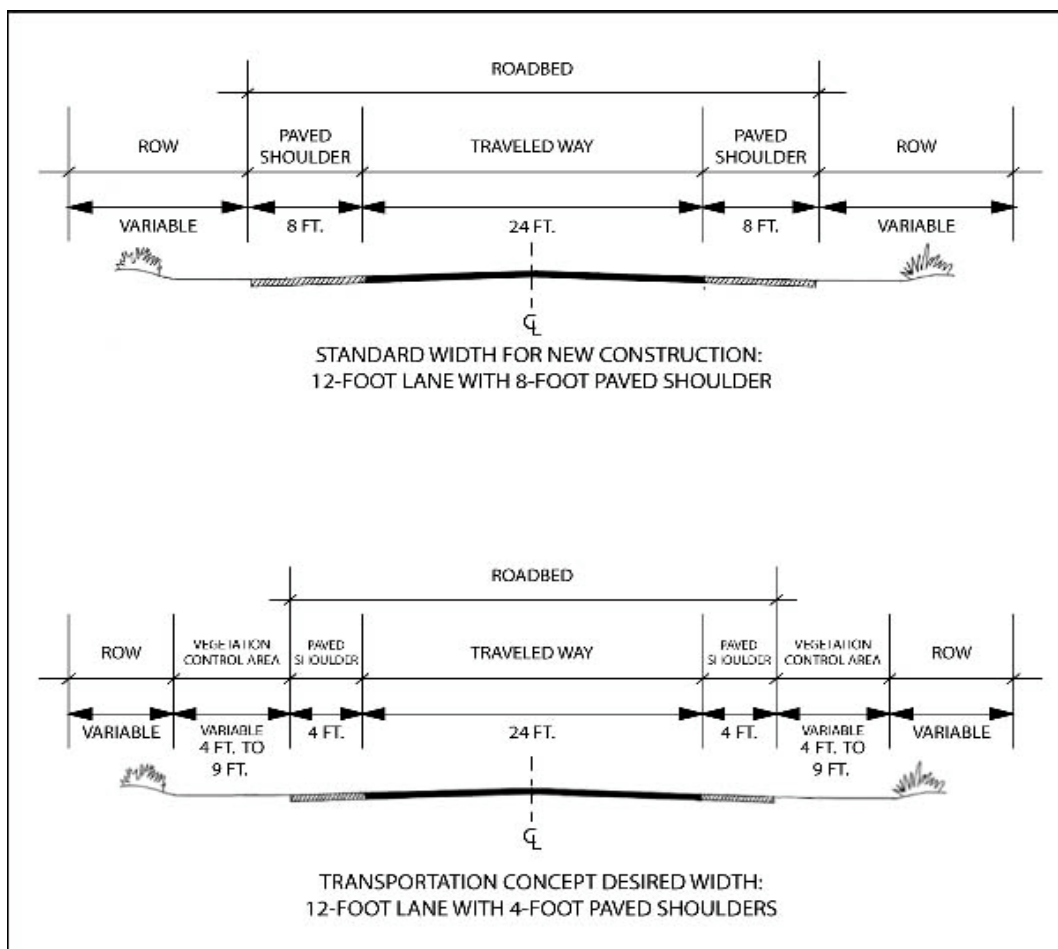 ROADBED
ROW
PAVED
SHOULDER
TRAVELED WAY
PAVED
SHOULDER
ROW
VARIABLE
8 FT.
24 FT.
8 FT.
VARIABLE
℄
STANDARD WIDTH FOR NEW CONSTRUCTION:
12-FOOT LANE WITH 8-FOOT PAVED SHOULDER
ROADBED
ROW
VEGETATION
CONTROL AREA
PAVED
SHOULDER
TRAVELED WAY
PAVED
SHOULDER
VEGETATION
CONTROL AREA
ROW
VARIABLE
VARIABLE
4 FT. TO
9 FT.
4 FT.
24 FT.
4 FT.
VARIABLE
4 FT. TO
9 FT.
VARIABLE
℄
TRANSPORTATION CONCEPT DESIRED WIDTH:
12-FOOT LANE WITH 4-FOOT PAVED SHOULDERS